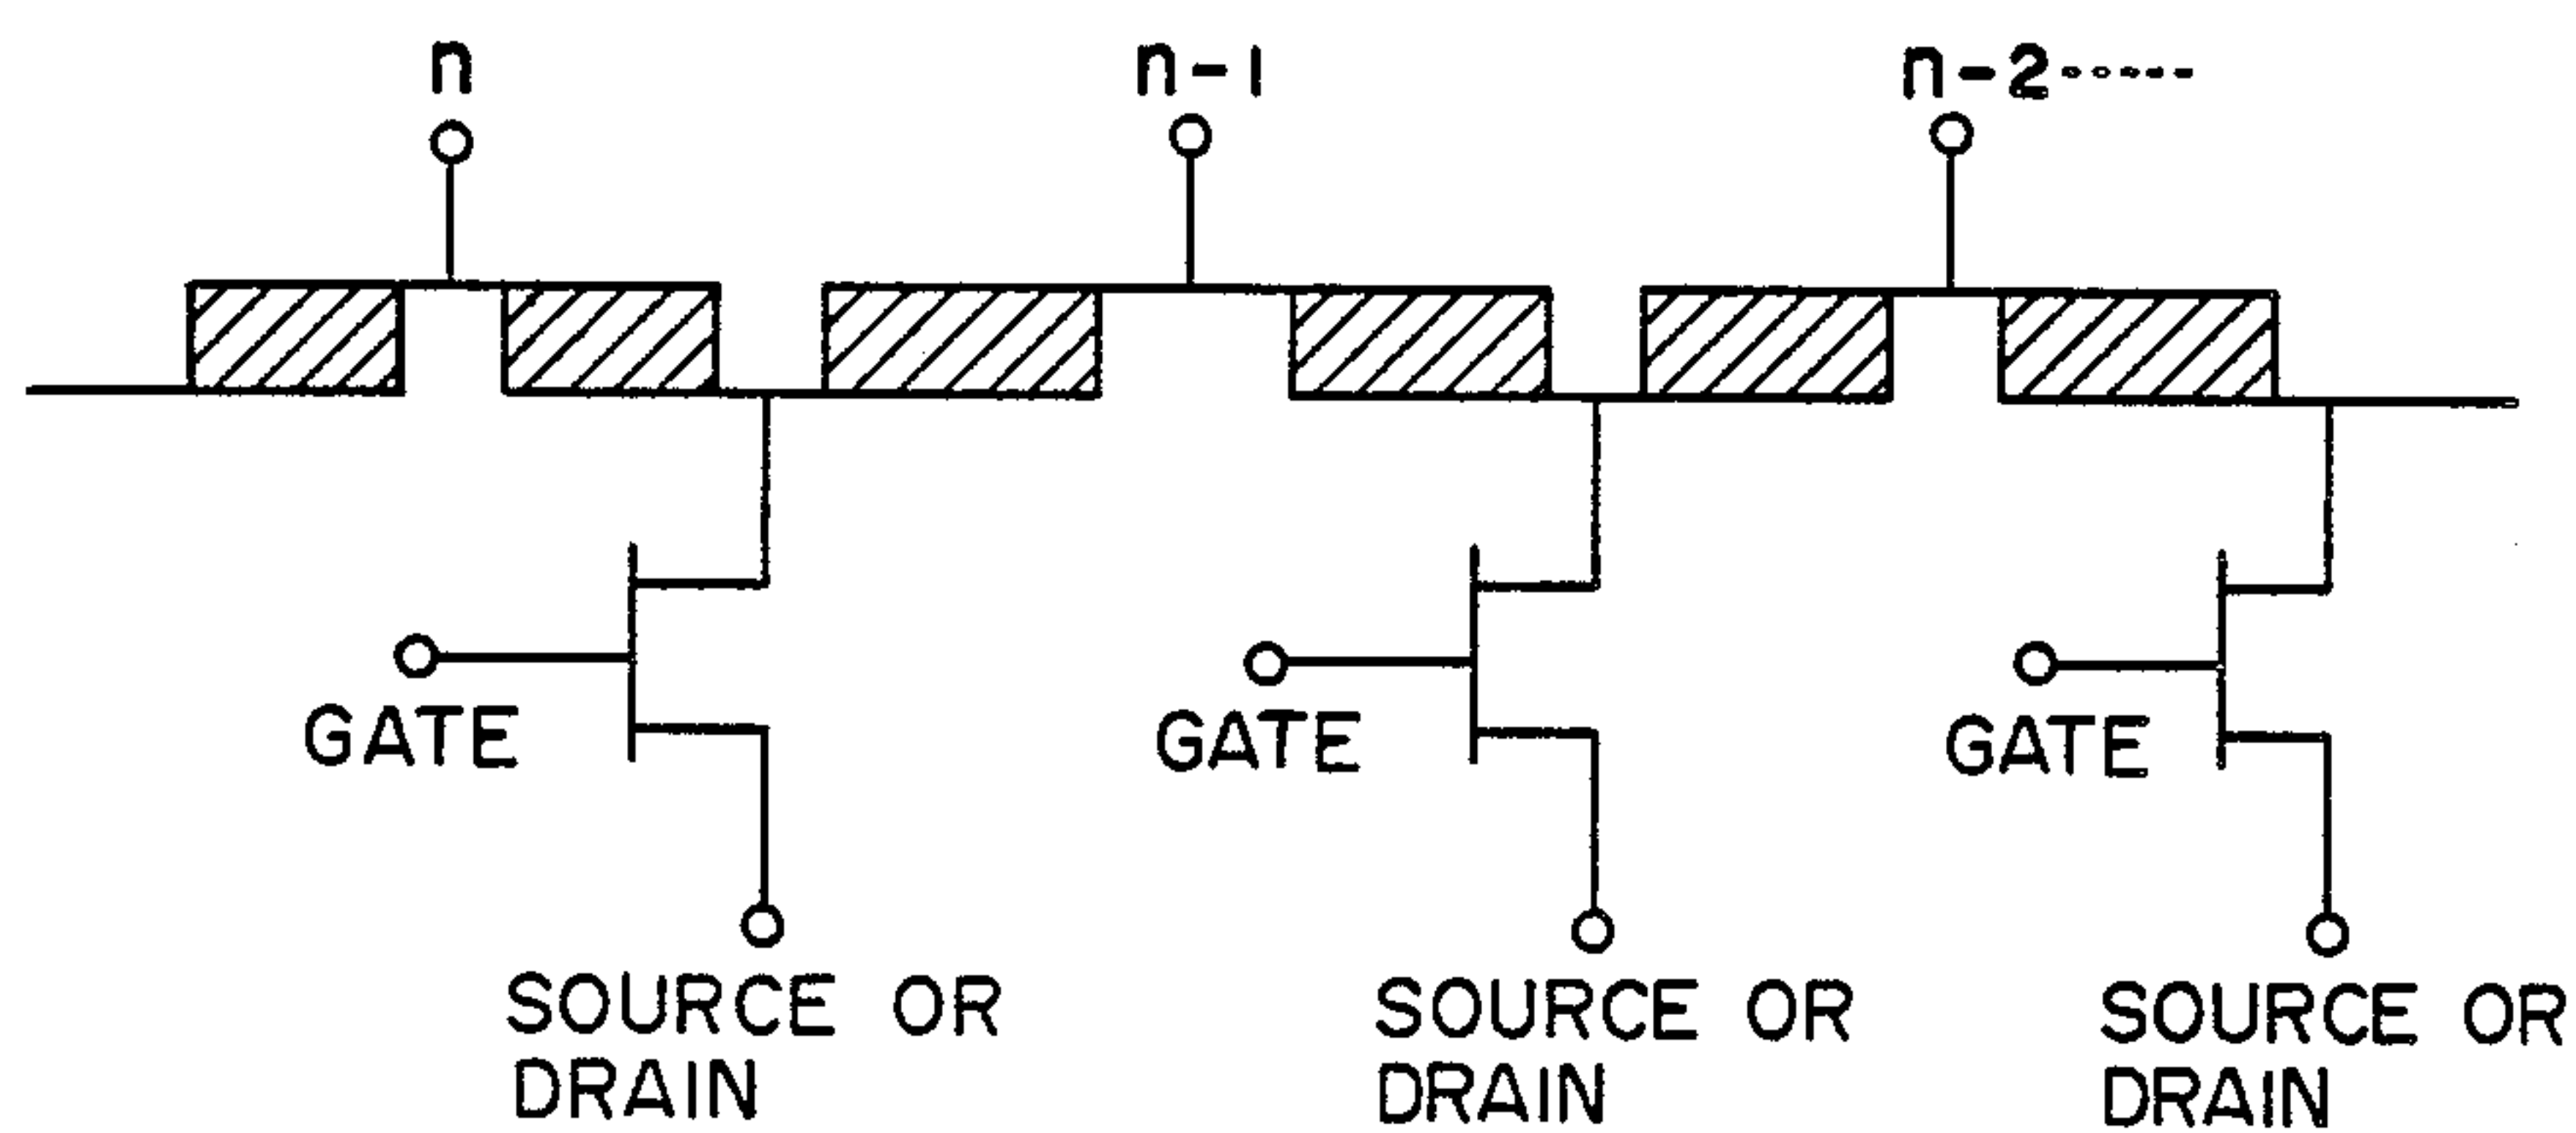 n
n-1
n-2-----
GATE
GATE
GATE
SOURCE OR
DRAIN
SOURCE OR
DRAIN
SOURCE OR
DRAIN